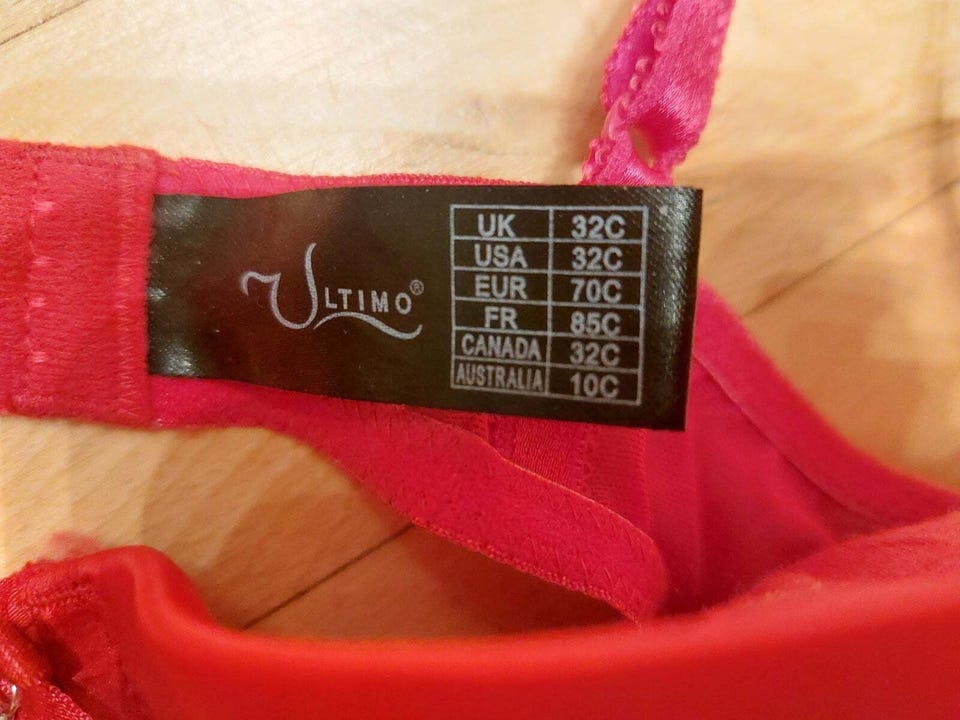 ULTIMO®
UK 32C
USA 32C
EUR 70C
FR 85C
CANADA 32C
AUSTRALIA 10C